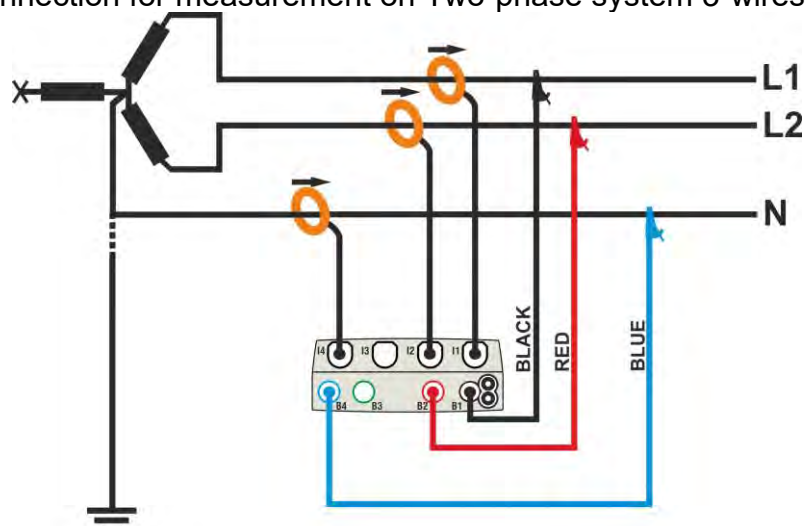 nnection for measurement on Two phase system 3 wires
L1
L2
N
BLACK
RED
BLUE
I4 I3 I2 I1
B4 B3 B2 B1